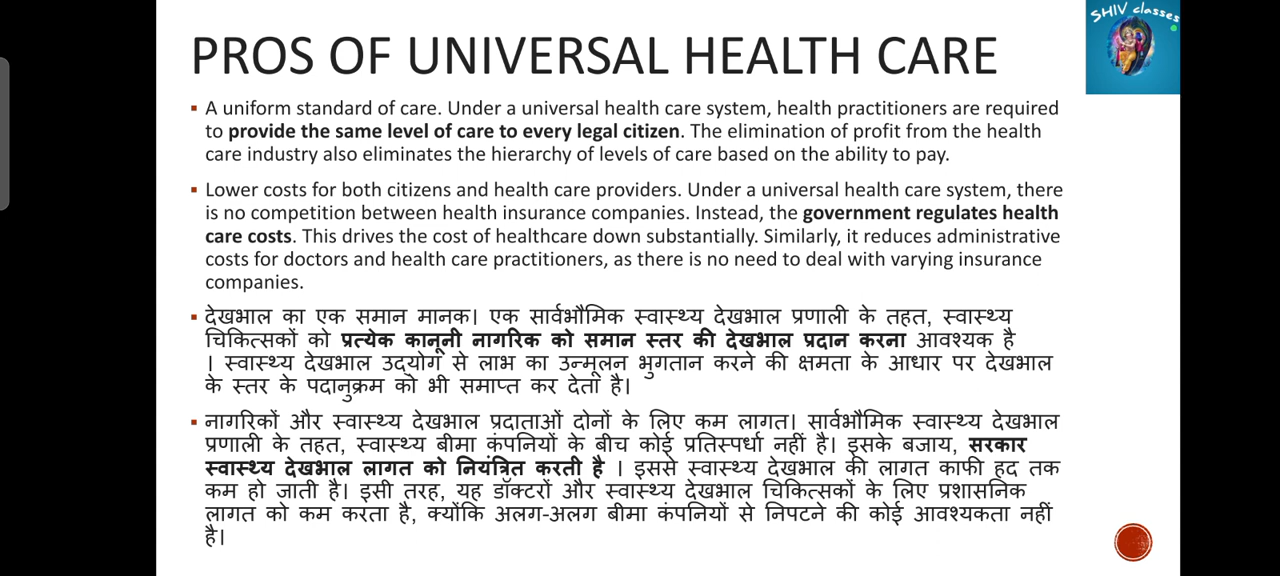 SHIV classes
PROS OF UNIVERSAL HEALTH CARE
▪ A uniform standard of care. Under a universal health care system, health practitioners are required
to provide the same level of care to every legal citizen. The elimination of profit from the health
care industry also eliminates the hierarchy of levels of care based on the ability to pay.
▪ Lower costs for both citizens and health care providers. Under a universal health care system, there
is no competition between health insurance companies. Instead, the government regulates health
care costs. This drives the cost of healthcare down substantially. Similarly, it reduces administrative
costs for doctors and health care practitioners, as there is no need to deal with varying insurance
companies.
▪ देखभाल का एक समान मानक। एक सार्वभौमिक स्वास्थ्य देखभाल प्रणाली के तहत, स्वास्थ्य
चिकित्सकों को प्रत्येक कानूनी नागरिक को समान स्तर की देखभाल प्रदान करना आवश्यक है
। स्वास्थ्य देखभाल उद्योग से लाभ का उन्मूलन भुगतान करने की क्षमता के आधार पर देखभाल
के स्तर के पदानुक्रम को भी समाप्त कर देता है।
▪ नागरिकों और स्वास्थ्य देखभाल प्रदाताओं दोनों के लिए कम लागत। सार्वभौमिक स्वास्थ्य देखभाल
प्रणाली के तहत, स्वास्थ्य बीमा कंपनियों के बीच कोई प्रतिस्पर्धा नहीं है। इसके बजाय, सरकार
स्वास्थ्य देखभाल लागत को नियंत्रित करती है । इससे स्वास्थ्य देखभाल की लागत काफी हद तक
कम हो जाती है। इसी तरह, यह डॉक्टरों और स्वास्थ्य देखभाल चिकित्सकों के लिए प्रशासनिक
लागत को कम करता है, क्योंकि अलग-अलग बीमा कंपनियों से निपटने की कोई आवश्यकता नहीं
है।